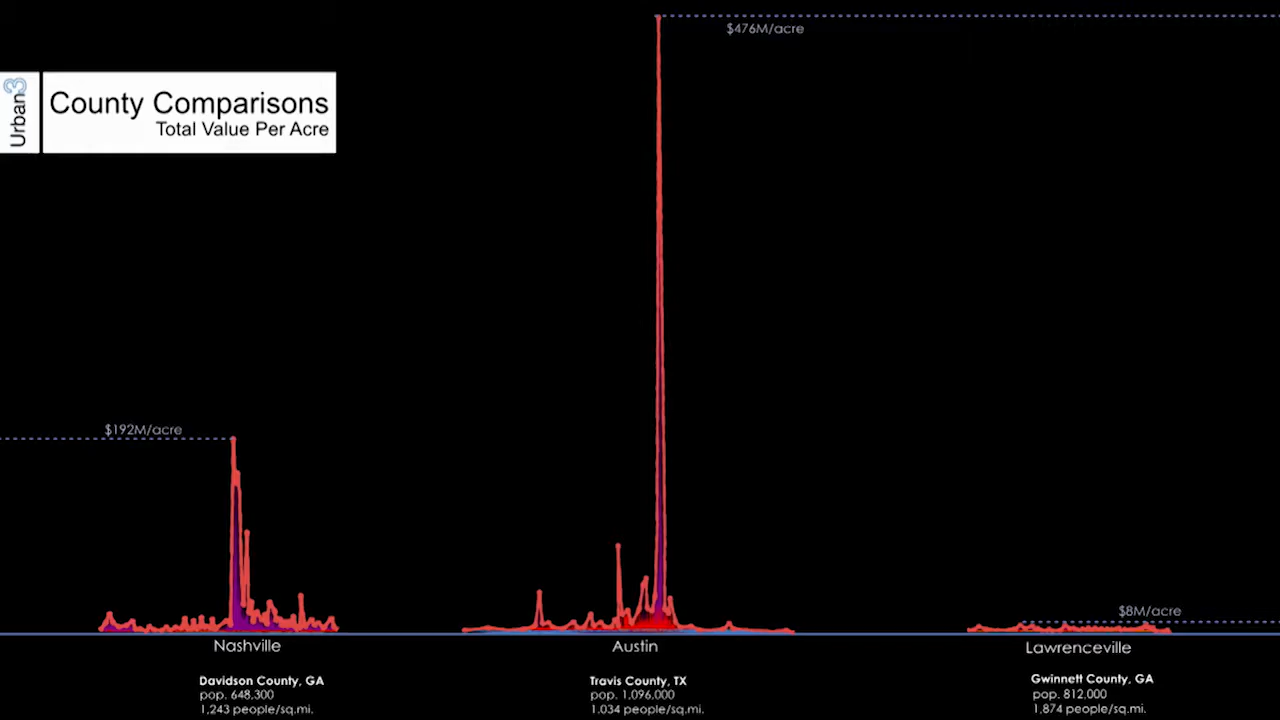 $476M/acre
Urban3
County Comparisons
Total Value Per Acre
$192M/acre
$8M/acre
Nashville
Austin
Lawrenceville
Davidson County, GA
pop. 648,300
1,243 people/sq.mi.
Travis County, TX
pop. 1,096,000
1,034 people/sq.mi.
Gwinnett County, GA
pop. 812,000
1,874 people/sq.mi.